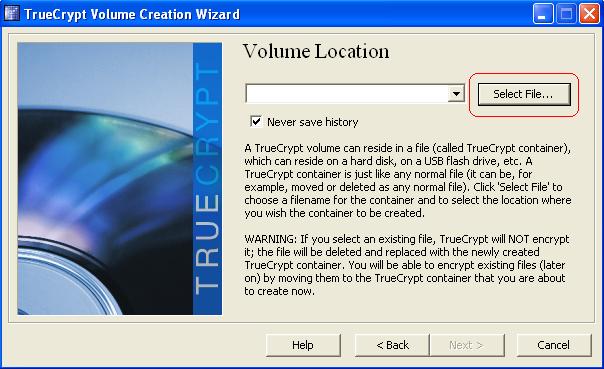 TrueCrypt Volume Creation Wizard
TRUECRYPT
Volume Location
Select File...
Never save history
A TrueCrypt volume can reside in a file (called TrueCrypt container),
which can reside on a hard disk, on a USB flash drive, etc. A
TrueCrypt container is just like any normal file (it can be, for
example, moved or deleted as any normal file). Click 'Select File' to
choose a filename for the container and to select the location where
you wish the container to be created.
WARNING: If you select an existing file, TrueCrypt will NOT encrypt
it; the file will be deleted and replaced with the newly created
TrueCrypt container. You will be able to encrypt existing files (later
on) by moving them to the TrueCrypt container that you are about
to create now.
Help
< Back
Next >
Cancel